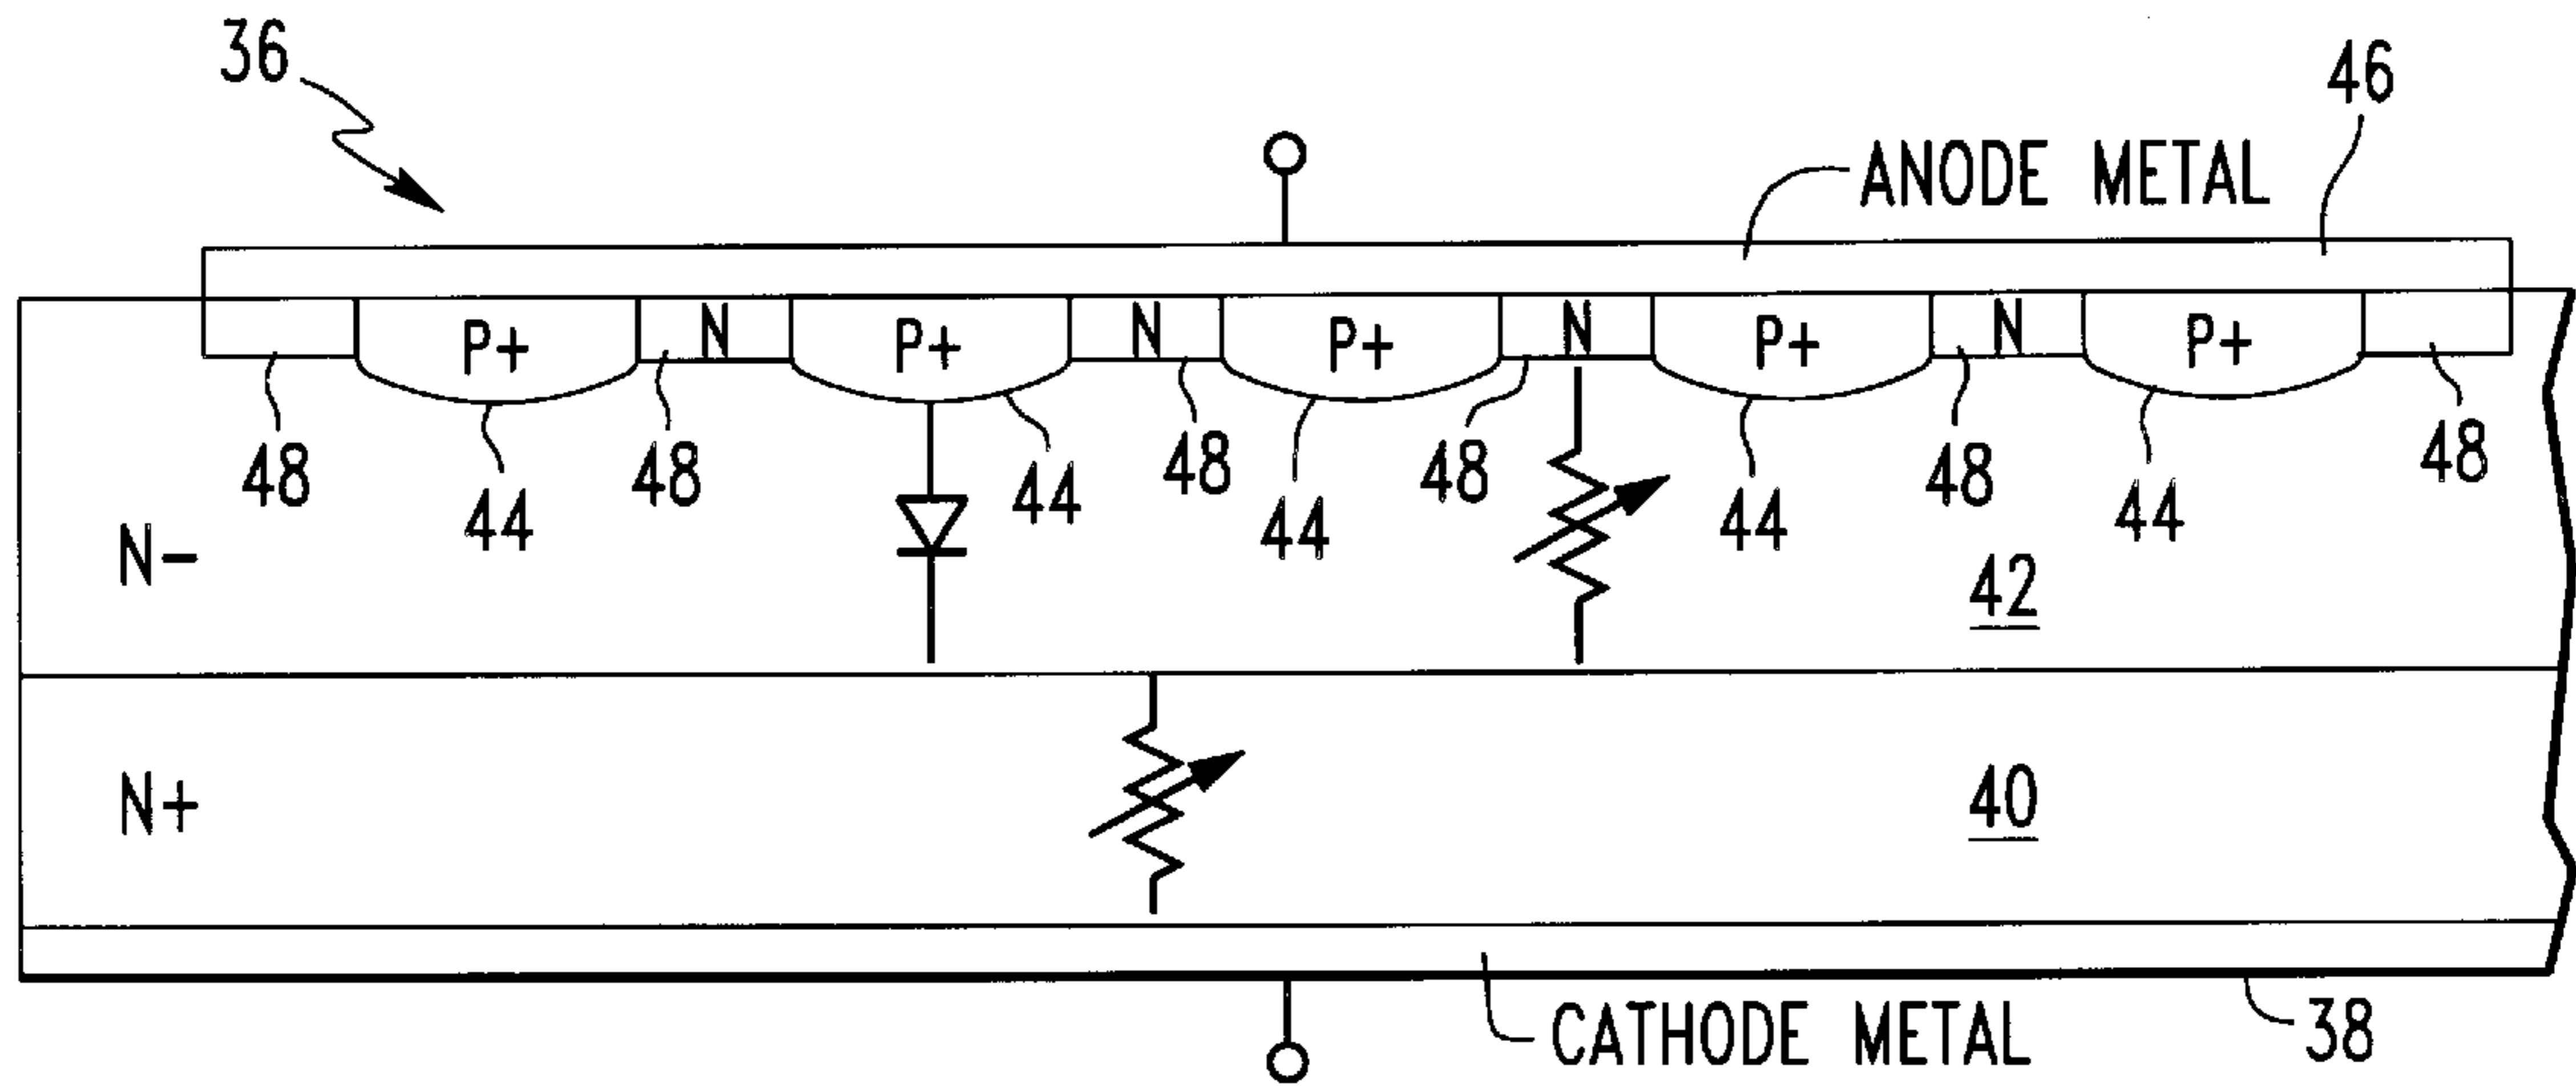 36
46
ANODE METAL
P+ N P+ N P+ N P+ N P+
48 44 48 44 48 44 48 44 48 44 48
N-
42
N+
40
CATHODE METAL
38